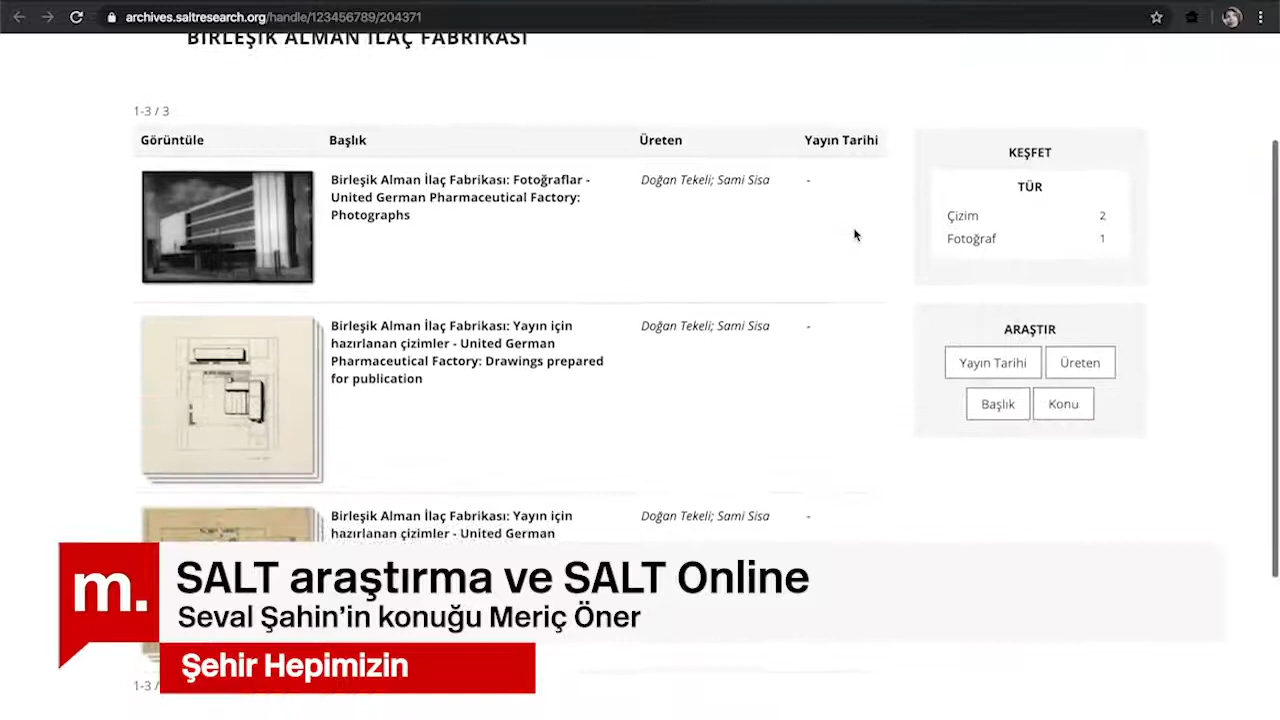 archives.saltresearch.org/handle/123456789/204371
BİRLEŞİK ALMAN İLAÇ FABRİKASI
1-3 / 3
Görüntüle Başlık Üreten Yayın Tarihi
Birleşik Alman İlaç Fabrikası: Fotoğraflar -
United German Pharmaceutical Factory:
Photographs
Doğan Tekeli; Sami Sisa
-
Birleşik Alman İlaç Fabrikası: Yayın için
hazırlanan çizimler - United German
Pharmaceutical Factory: Drawings prepared
for publication
Doğan Tekeli; Sami Sisa
-
Birleşik Alman İlaç Fabrikası: Yayın için
hazırlanan çizimler - United German
Doğan Tekeli; Sami Sisa
-
KEŞFET
TÜR
Çizim 2
Fotoğraf 1
ARAŞTIR
Yayın Tarihi Üreten
Başlık Konu
m.
SALT araştırma ve SALT Online
Seval Şahin’in konuğu Meriç Öner
Şehir Hepimizin
1-3 /